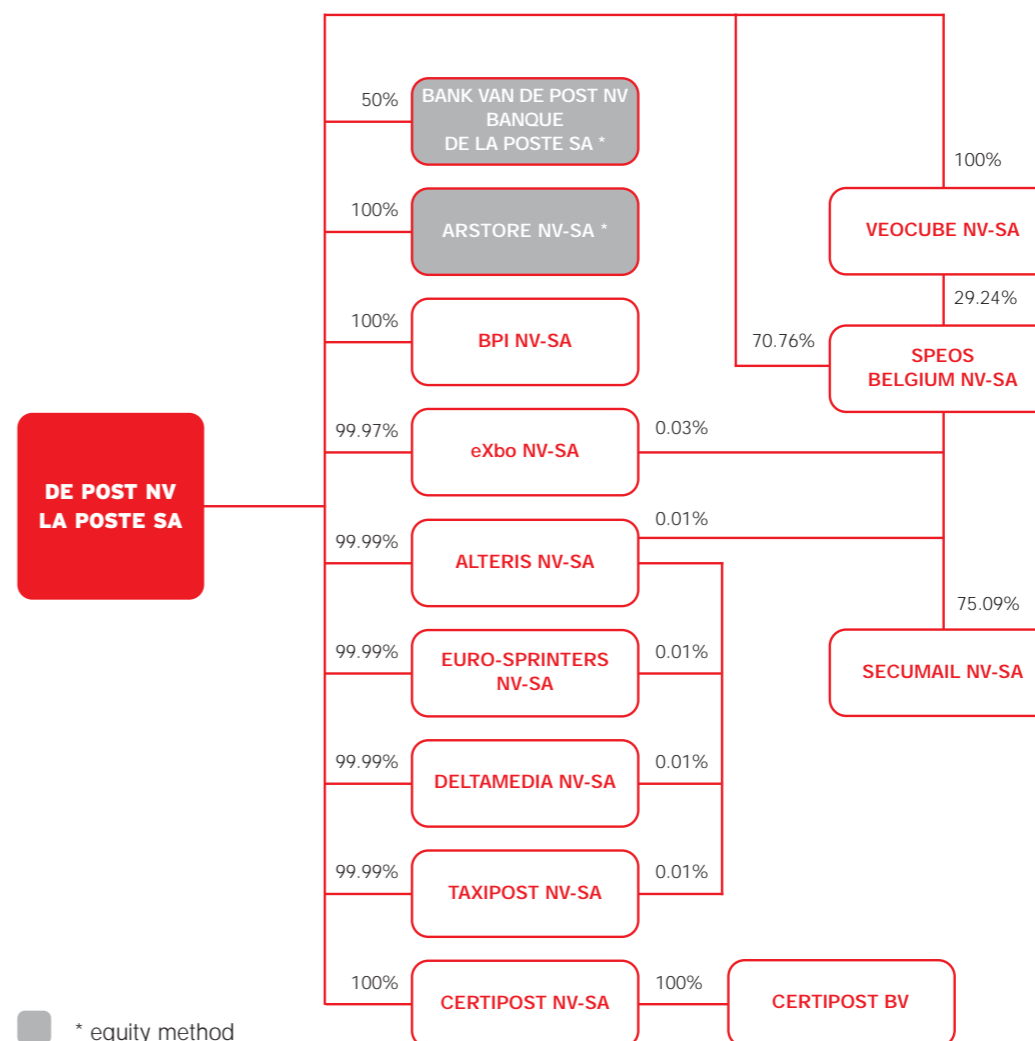 50%
BANK VAN DE POST NV
BANQUE
DE LA POSTE SA *
100%
VEOCUBE NV-SA
100%
ARSTORE NV-SA *
29.24%
100%
BPI NV-SA
70.76%
SPEOS
BELGIUM NV-SA
99.97%
eXbo NV-SA
0.03%
DE POST NV
LA POSTE SA
99.99%
ALTERIS NV-SA
0.01%
75.09%
SECUMAIL NV-SA
99.99%
EURO-SPRINTERS
NV-SA
0.01%
99.99%
DELTAMEDIA NV-SA
0.01%
99.99%
TAXIPOST NV-SA
0.01%
100%
CERTIPOST NV-SA
100%
CERTIPOST BV
* equity method